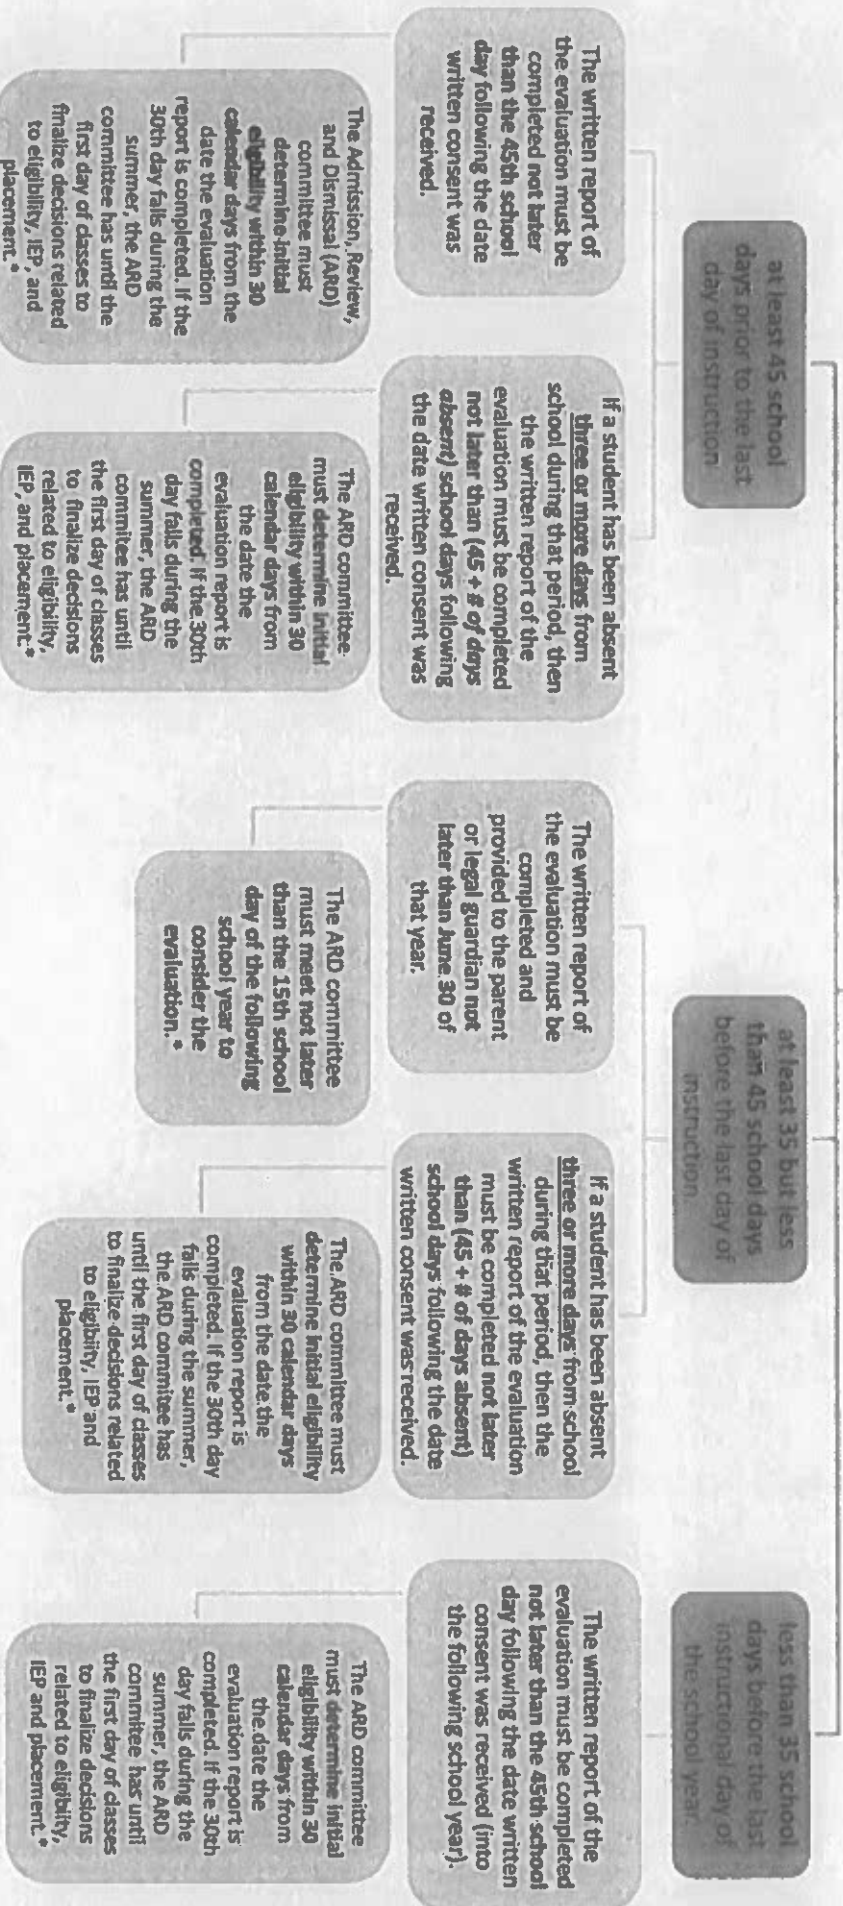 at least 45 school
days prior to the last
day of instruction
The written report of
the evaluation must be
completed not later
than the 45th school
day following the date
written consent was
received.
The Admission, Review,
and Dismissal (ARD)
committee must
determine initial
eligibility within 30
calendar days from the
date the evaluation
report is completed. If the
30th day falls during the
summer, the ARD
committee has until the
first day of classes to
finalize decisions related
to eligibility, IEP, and
placement.*
If a student has been absent
three or more days from
school during that period, then
the written report of the
evaluation must be completed
not later than (45 + # of days
absent) school days following
the date written consent was
received.
The ARD committee
must determine initial
eligibility within 30
calendar days from
the date the
evaluation report is
completed. If the 30th
day falls during the
summer, the ARD
commitee has until
the first day of classes
to finalize decisions
related to eligibility,
IEP, and placement.*
at least 35 but less
than 45 school days
before the last day of
instruction
The written report of
the evaluation must be
completed and
provided to the parent
or legal guardian not
later than June 30 of
that year.
The ARD committee
must meet not later
than the 15th school
day of the following
school year to
consider the
evaluation.*
If a student has been absent
three or more days from school
during that period, then the
written report of the evaluation
must be completed not later
than (45 + # of days absent)
school days following the date
written consent was received.
The ARD committee must
determine initial eligibility
within 30 calendar days
from the date the
evaluation report is
completed. If the 30th day
falls during the summer,
the ARD commitee has
until the first day of classes
to finalize decisions related
to eligibiity, IEP and
placement.*
less than 35 school
days before the last
instructional day of
the school year.
The written report of the
evaluation must be completed
not later than the 45th school
day following the date written
consent was received (into
the following school year).
The ARD committee
must determine initial
eligibility within 30
calendar days from
the date the
evaluation report is
completed. If the 30th
day falls during the
summer, the ARD
commitee has until
the first day of classes
to finalize decisions
related to eligibiity,
IEP and placement.*